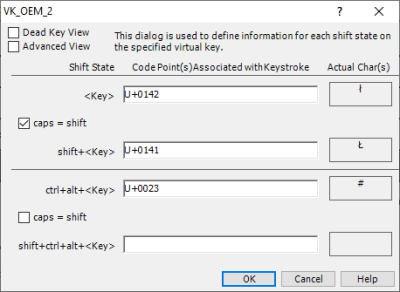 VK_OEM_2
Dead Key View
Advanced View
This dialog is used to define information for each shift state on
the specified virtual key.
Shift State Code Point(s) Associated with Keystroke Actual Char(s)
<Key> U+0142 ł
caps = shift
shift+<Key> U+0141 Ł
ctrl+alt+<Key> U+0023 #
caps = shift
shift+ctrl+alt+<Key>
OK Cancel Help